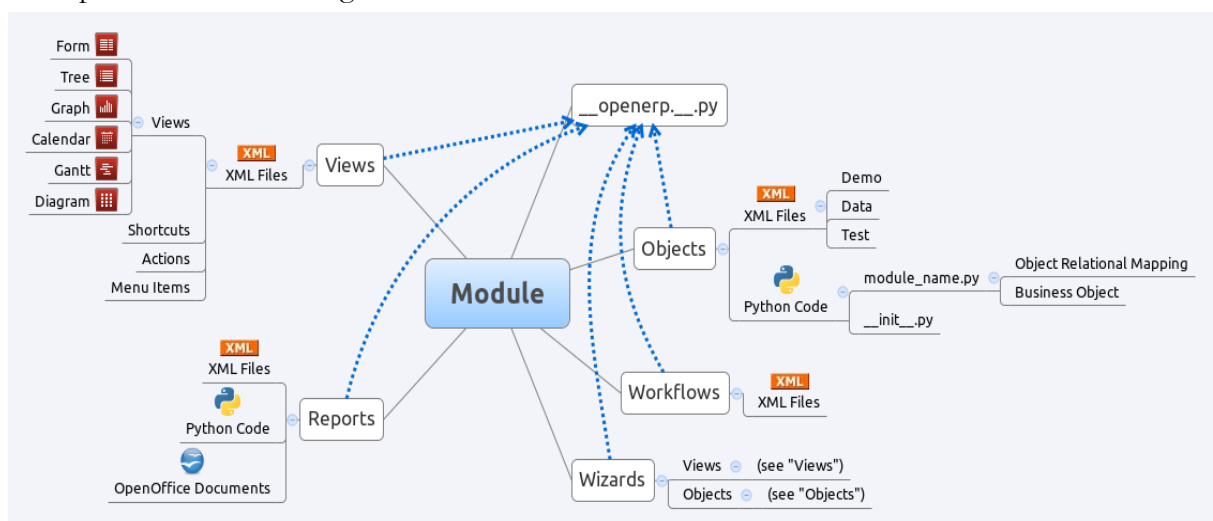 Form
Tree
Graph
Calendar
Gantt
Diagram
Views
Shortcuts
Actions
Menu Items
XML
XML Files
Views
__openerp.__.py
Module
Objects
XML
XML Files
Demo
Data
Test
Python Code
module_name.py
Object Relational Mapping
Business Object
__init__.py
Workflows
XML
XML Files
Wizards
Views
(see "Views")
Objects
(see "Objects")
Reports
XML
XML Files
Python Code
OpenOffice Documents